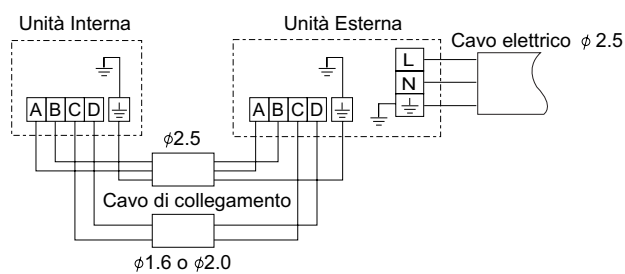 Unità Interna
Unità Esterna
Cavo elettrico ϕ 2.5
L
N
A B C D
A B C D
ϕ2.5
Cavo di collegamento
ϕ1.6 o ϕ2.0